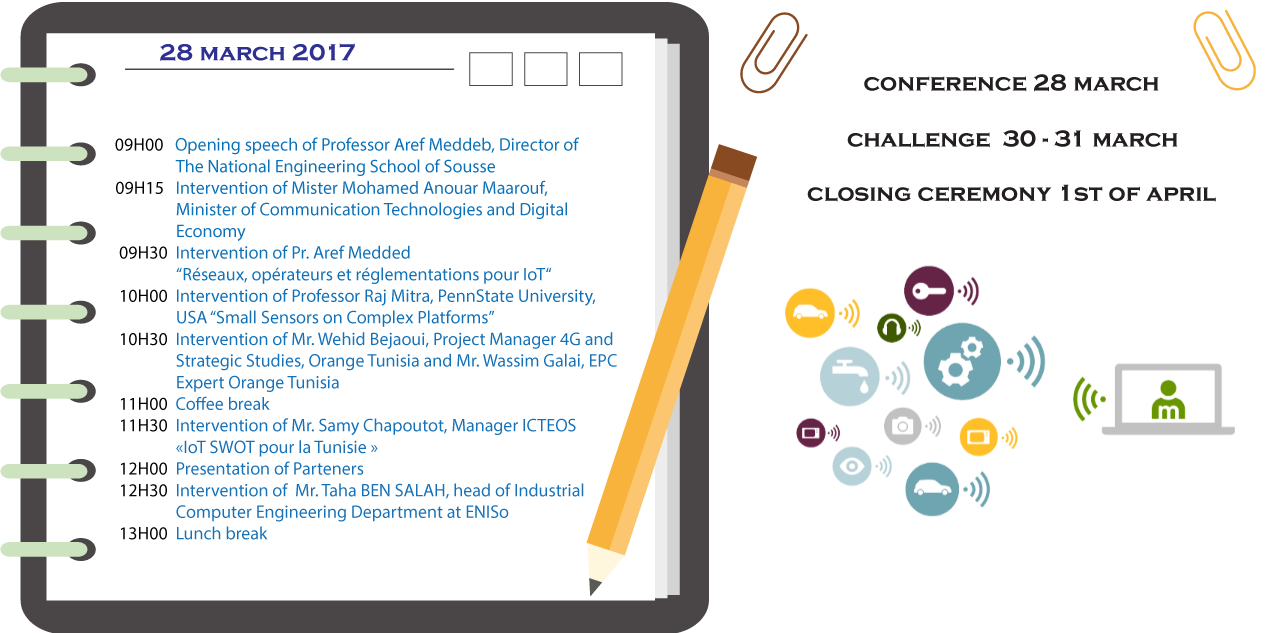 28 MARCH 2017
09H00 Opening speech of Professor Aref Meddeb, Director of
The National Engineering School of Sousse
09H15 Intervention of Mister Mohamed Anouar Maarouf,
Minister of Communication Technologies and Digital
Economy
09H30 Intervention of Pr. Aref Medded
“Réseaux, opérateurs et réglementations pour IoT“
10H00 Intervention of Professor Raj Mitra, PennState University,
USA “Small Sensors on Complex Platforms”
10H30 Intervention of Mr. Wehid Bejaoui, Project Manager 4G and
Strategic Studies, Orange Tunisia and Mr. Wassim Galai, EPC
Expert Orange Tunisia
11H00 Coffee break
11H30 Intervention of Mr. Samy Chapoutot, Manager ICTEOS
«IoT SWOT pour la Tunisie »
12H00 Presentation of Parteners
12H30 Intervention of Mr. Taha BEN SALAH, head of Industrial
Computer Engineering Department at ENISo
13H00 Lunch break
CONFERENCE 28 MARCH
CHALLENGE 30 - 31 MARCH
CLOSING CEREMONY 1ST OF APRIL